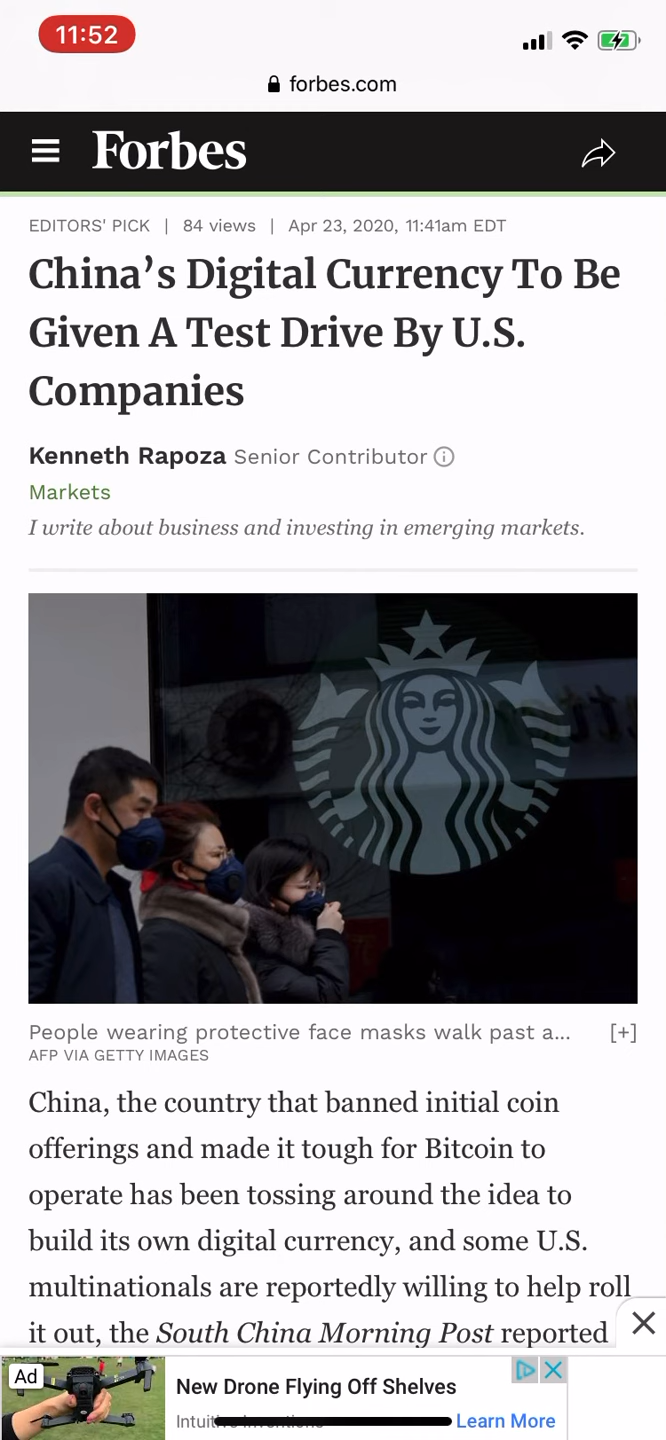 11:52
forbes.com
Forbes
EDITORS' PICK | 84 views | Apr 23, 2020, 11:41am EDT
China’s Digital Currency To Be
Given A Test Drive By U.S.
Companies
Kenneth Rapoza Senior Contributor
Markets
I write about business and investing in emerging markets.
People wearing protective face masks walk past a... [+]
AFP VIA GETTY IMAGES
China, the country that banned initial coin
offerings and made it tough for Bitcoin to
operate has been tossing around the idea to
build its own digital currency, and some U.S.
multinationals are reportedly willing to help roll
it out, the South China Morning Post reported
Ad
New Drone Flying Off Shelves
Learn More